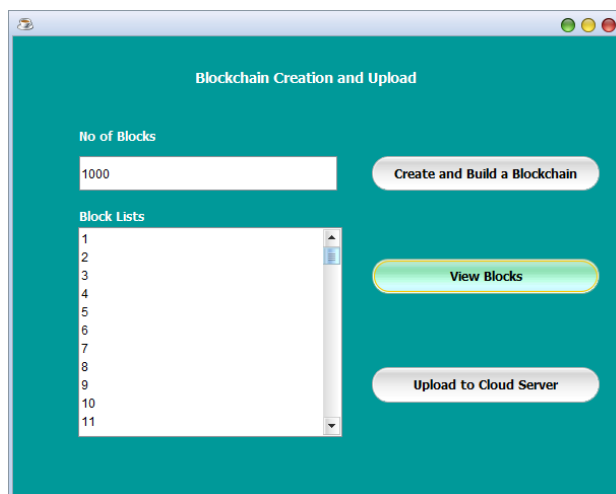 Blockchain Creation and Upload
No of Blocks
1000
Create and Build a Blockchain
Block Lists
1
2
3
4
5
6
7
8
9
10
11
View Blocks
Upload to Cloud Server